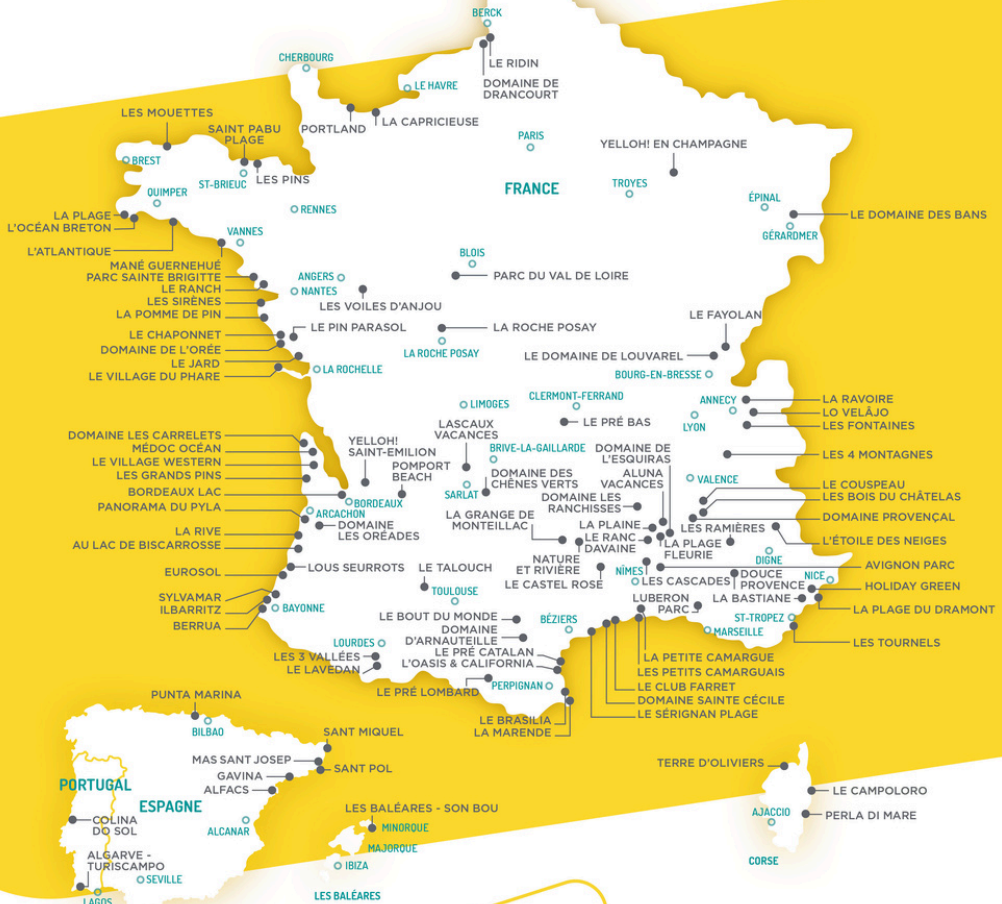 BERCK
LE RIDIN
DOMAINE DE
DRANCOURT
CHERBOURG
LE HAVRE
PORTLAND
LA CAPRICIEUSE
LES MOUETTES
SAINT PABU
PLAGE
BREST
ST-BRIEUC
LES PINS
QUIMPER
PARIS
FRANCE
YELLOH! EN CHAMPAGNE
TROYES
ÉPINAL
LE DOMAINE DES BANS
GÉRARDMER
RENNES
LA PLAGE
L'OCÉAN BRETON
L'ATLANTIQUE
VANNES
MANÉ GUERNEHUÉ
PARC SAINTE BRIGITTE
LE RANCH
LES SIRÈNES
LA POMME DE PIN
BLOIS
PARC DU VAL DE LOIRE
ANGERS
NANTES
LES VOILES D'ANJOU
LE CHAPONNET
DOMAINE DE L'ORÉE
LE JARD
LE VILLAGE DU PHARE
LE PIN PARASOL
LA ROCHELLE
LA ROCHE POSAY
LA ROCHE POSAY
LE FAYOLAN
LE DOMAINE DE LOUVAREL
BOURG-EN-BRESSE
ANNECY
LYON
LA RAVOIRE
LO VELÂJO
LES FONTAINES
LES 4 MONTAGNES
LIMOGES
CLERMONT-FERRAND
LE PRÉ BAS
LASCAUX
VACANCES
BRIVE-LA-GAILLARDE
DOMAINE DES
CHÊNES VERTS
SARLAT
YELLOH!
SAINT-EMILION
POMPORT
BEACH
DOMAINE LES CARRELETS
MÉDOC OCÉAN
LE VILLAGE WESTERN
LES GRANDS PINS
BORDEAUX LAC
PANORAMA DU PYLA
BORDEAUX
ARCACHON
DOMAINE
LES ORÉADES
LA RIVE
AU LAC DE BISCARROSSE
EUROSOL
LOUS SEURROTS
SYLVAMAR
ILBARRITZ
BERRUA
BAYONNE
DOMAINE DE
L'ESQUIRAS
ALUNA
VACANCES
DOMAINE LES
RANCHISSES
LA GRANGE DE
MONTEILLAC
LA PLAINE
LE RANC
DAVAINE
LA PLAGE
FLEURIE
LES RAMIÈRES
VALENCE
LE COUSPEAU
LES BOIS DU CHÂTELAS
DOMAINE PROVENÇAL
L'ÉTOILE DES NEIGES
DIGNE
AVIGNON PARC
NATURE
ET RIVIÈRE
LE CASTEL ROSE
NÎMES
LES CASCADES
DOUCE
PROVENCE
NICE
HOLIDAY GREEN
LA BASTIANE
LA PLAGE DU DRAMONT
LUBERON
PARC
ST-TROPEZ
MARSEILLE
LES TOURNELS
LE TALOUCH
TOULOUSE
LE BOUT DU MONDE
DOMAINE
D'ARNAUTEILLE
LE PRÉ CATALAN
L'OASIS & CALIFORNIA
BÉZIERS
LOURDES
LES 3 VALLÉES
LE LAVEDAN
LE PRÉ LOMBARD
PERPIGNAN
LE BRASILIA
LA MARENDE
LA PETITE CAMARGUE
LES PETITS CAMARGUAIS
LE CLUB FARRET
DOMAINE SAINTE CÉCILE
LE SÉRIGNAN PLAGE
PUNTA MARINA
BILBAO
SANT MIQUEL
MAS SANT JOSEP
SANT POL
GAVINA
ALFACS
PORTUGAL
ESPAGNE
COLINA
DO SOL
ALCANAR
ALGARVE -
TURISCAMPO
SEVILLE
LAGOS
LES BALÉARES - SON BOU
MINORQUE
MAJORQUE
IBIZA
LES BALÉARES
TERRE D'OLIVIERS
LE CAMPOLORO
AJACCIO
PERLA DI MARE
CORSE